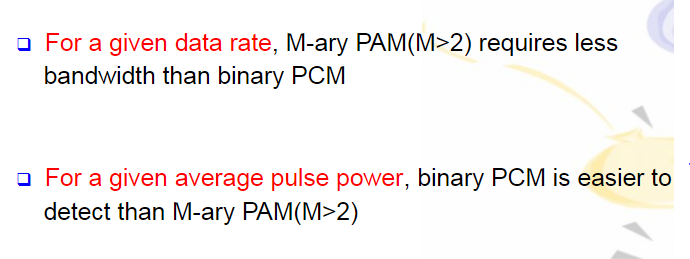 For a given data rate, M-ary PAM(M>2) requires less
bandwidth than binary PCM
For a given average pulse power, binary PCM is easier to
detect than M-ary PAM(M>2)